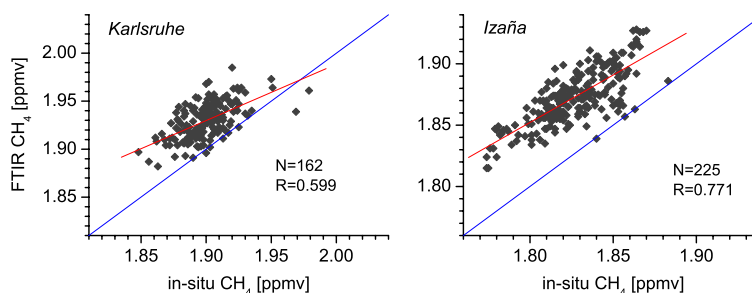 Karlsruhe
2.00
1.95
1.90
1.85
FTIR CH4 [ppmv]
N=162
R=0.599
1.85
1.90
1.95
2.00
in-situ CH4 [ppmv]
Izaña
1.90
1.85
1.80
N=225
R=0.771
1.80
1.85
1.90
in-situ CH4 [ppmv]